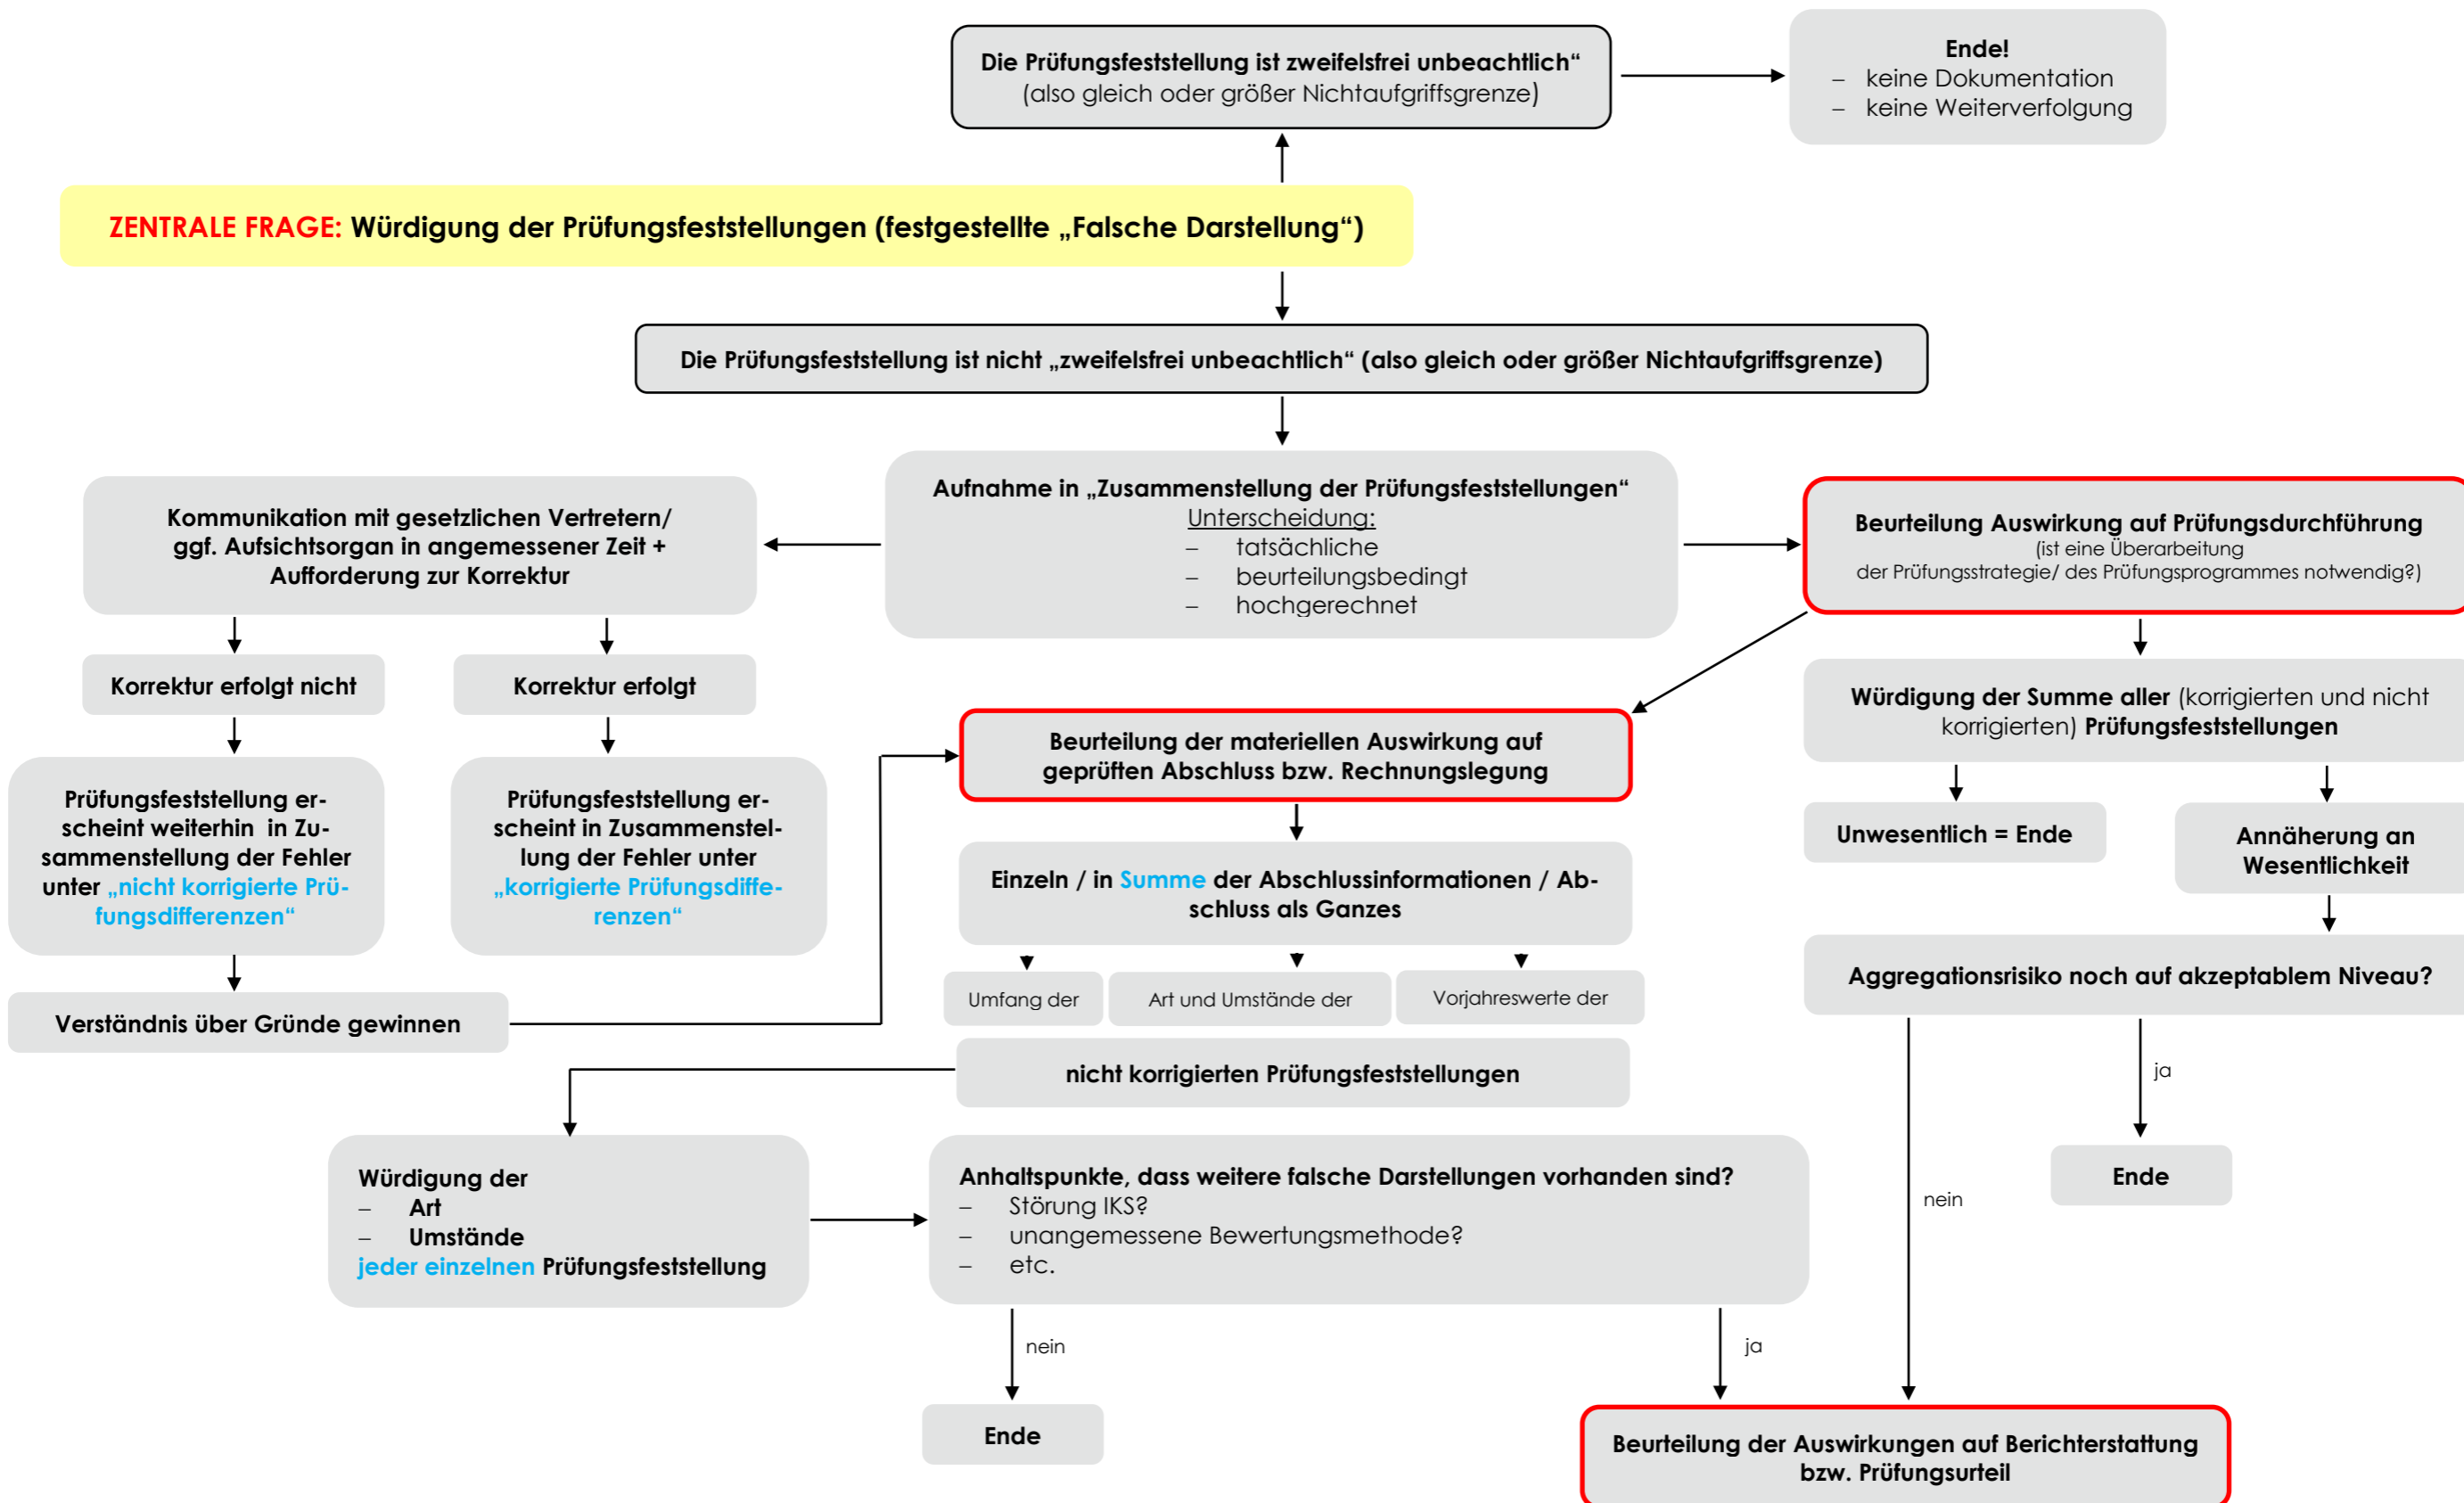 Die Prüfungsfeststellung ist zweifelsfrei unbeachtlich“
(also gleich oder größer Nichtaufgriffsgrenze)
Ende!
– keine Dokumentation
– keine Weiterverfolgung
ZENTRALE FRAGE: Würdigung der Prüfungsfeststellungen (festgestellte „Falsche Darstellung“)
Die Prüfungsfeststellung ist nicht „zweifelsfrei unbeachtlich“ (also gleich oder größer Nichtaufgriffsgrenze)
Aufnahme in „Zusammenstellung der Prüfungsfeststellungen“
Unterscheidung:
– tatsächliche
– beurteilungsbedingt
– hochgerechnet
Kommunikation mit gesetzlichen Vertretern/
ggf. Aufsichtsorgan in angemessener Zeit +
Aufforderung zur Korrektur
Beurteilung Auswirkung auf Prüfungsdurchführung
(ist eine Überarbeitung
der Prüfungsstrategie/ des Prüfungsprogrammes notwendig?)
Korrektur erfolgt nicht
Korrektur erfolgt
Würdigung der Summe aller (korrigierten und nicht
korrigierten) Prüfungsfeststellungen
Beurteilung der materiellen Auswirkung auf
geprüften Abschluss bzw. Rechnungslegung
Prüfungsfeststellung er-
scheint weiterhin in Zu-
sammenstellung der Fehler
unter „nicht korrigierte Prü-
fungsdifferenzen“
Prüfungsfeststellung er-
scheint in Zusammenstel-
lung der Fehler unter
„korrigierte Prüfungsdiffe-
renzen“
Unwesentlich = Ende
Annäherung an
Wesentlichkeit
Einzeln / in Summe der Abschlussinformationen / Ab-
schluss als Ganzes
Aggregationsrisiko noch auf akzeptablem Niveau?
Umfang der
Art und Umstände der
Vorjahreswerte der
Verständnis über Gründe gewinnen
nicht korrigierten Prüfungsfeststellungen
ja
Würdigung der
– Art
– Umstände
jeder einzelnen Prüfungsfeststellung
Anhaltspunkte, dass weitere falsche Darstellungen vorhanden sind?
– Störung IKS?
– unangemessene Bewertungsmethode?
– etc.
Ende
nein
nein
ja
Ende
Beurteilung der Auswirkungen auf Berichterstattung
bzw. Prüfungsurteil